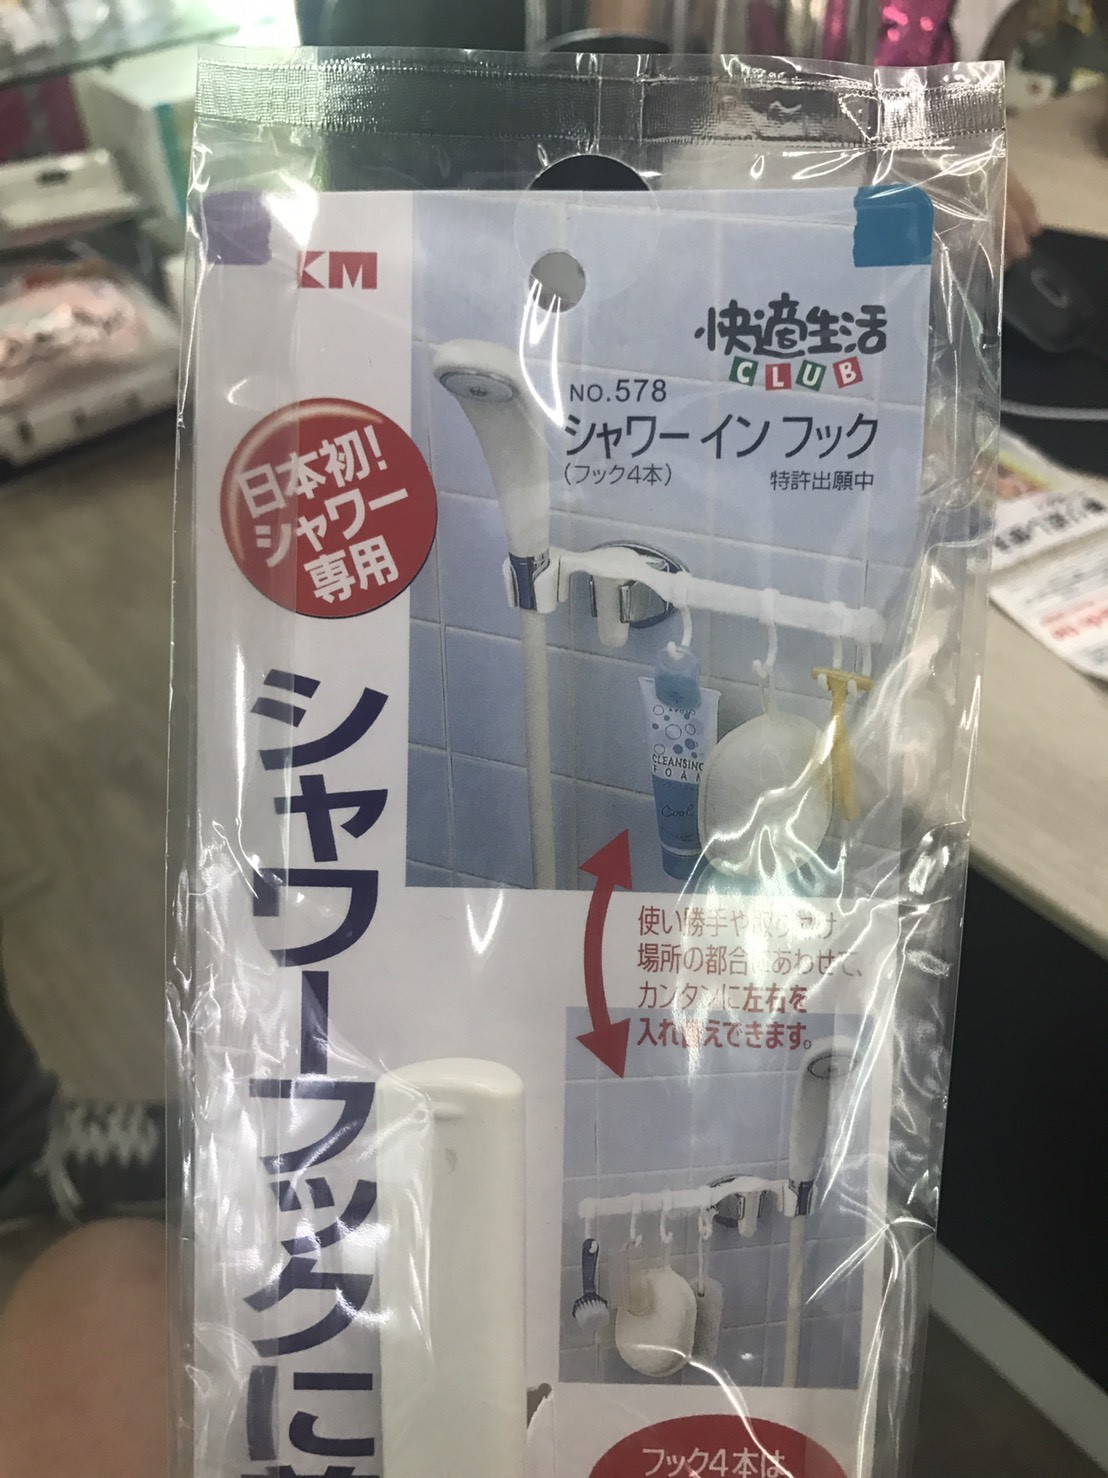 KM
快適生活
CLUB
NO.578
シャワー イン フック
(フック4本)
特許出願中
日本初!
シャワー
専用
シャワーフックに
CLEANSING
FOAM
Cool
使い勝手や取り付け
場所の都合にあわせて、
カンタンに左右を
入れ替えできます。
フック4本は